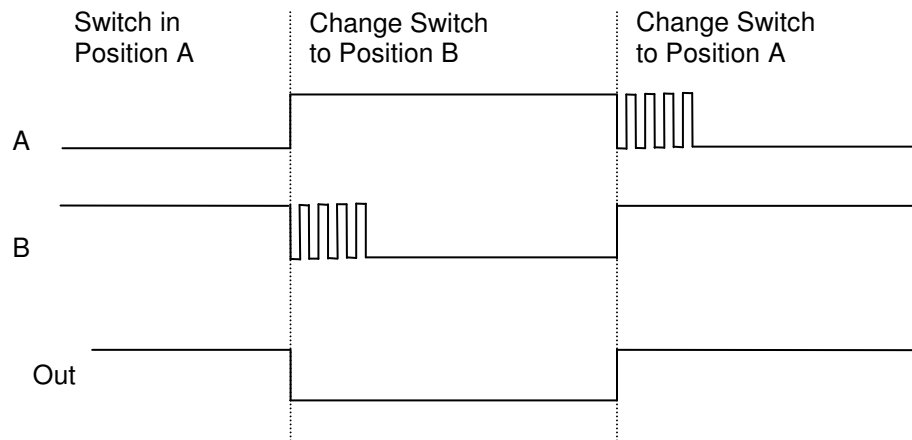 Switch in
Position A
Change Switch
to Position B
Change Switch
to Position A
A
B
Out